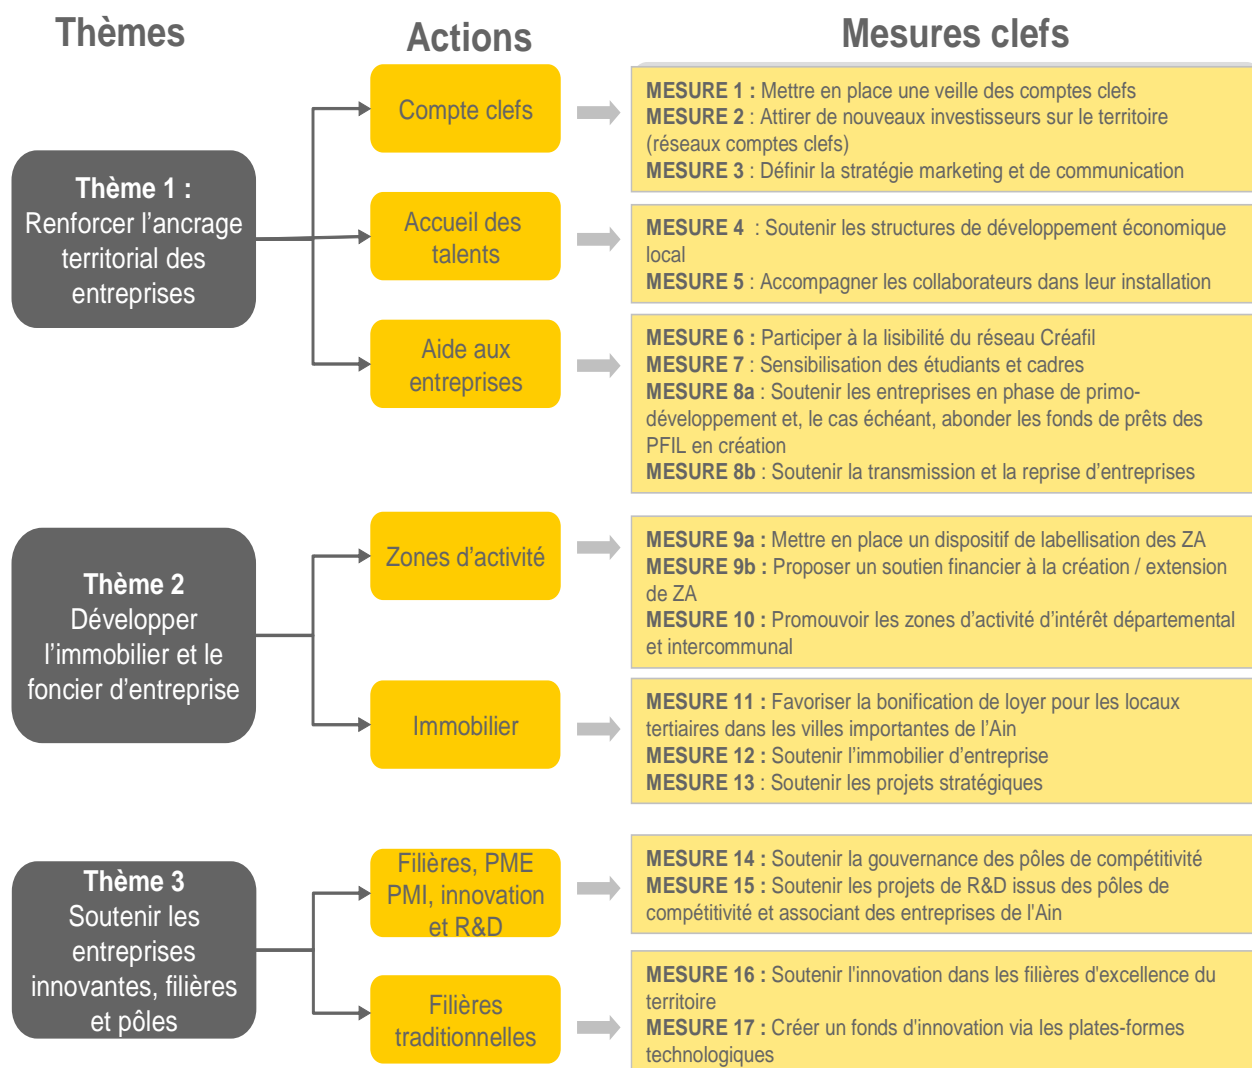 Thèmes
Actions
Mesures clefs
Thème 1 :
Renforcer l'ancrage
territorial des
entreprises
Compte clefs
MESURE 1 : Mettre en place une veille des comptes clefs
MESURE 2 : Attirer de nouveaux investisseurs sur le territoire
(réseaux comptes clefs)
MESURE 3 : Définir la stratégie marketing et de communication
Accueil des
talents
MESURE 4 : Soutenir les structures de développement économique
local
MESURE 5 : Accompagner les collaborateurs dans leur installation
Aide aux
entreprises
MESURE 6 : Participer à la lisibilité du réseau Créafil
MESURE 7 : Sensibilisation des étudiants et cadres
MESURE 8a : Soutenir les entreprises en phase de primo-
développement et, le cas échéant, abonder les fonds de prêts des
PFIL en création
MESURE 8b : Soutenir la transmission et la reprise d'entreprises
Thème 2
Développer
l'immobilier et le
foncier d'entreprise
Zones d'activité
MESURE 9a : Mettre en place un dispositif de labellisation des ZA
MESURE 9b : Proposer un soutien financier à la création / extension
de ZA
MESURE 10 : Promouvoir les zones d'activité d'intérêt départemental
et intercommunal
Immobilier
MESURE 11 : Favoriser la bonification de loyer pour les locaux
tertiaires dans les villes importantes de l'Ain
MESURE 12 : Soutenir l'immobilier d'entreprise
MESURE 13 : Soutenir les projets stratégiques
Thème 3
Soutenir les
entreprises
innovantes, filières
et pôles
Filières, PME
PMI, innovation
et R&D
MESURE 14 : Soutenir la gouvernance des pôles de compétitivité
MESURE 15 : Soutenir les projets de R&D issus des pôles de
compétitivité et associant des entreprises de l'Ain
Filières
traditionnelles
MESURE 16 : Soutenir l'innovation dans les filières d'excellence du
territoire
MESURE 17 : Créer un fonds d'innovation via les plates-formes
technologiques